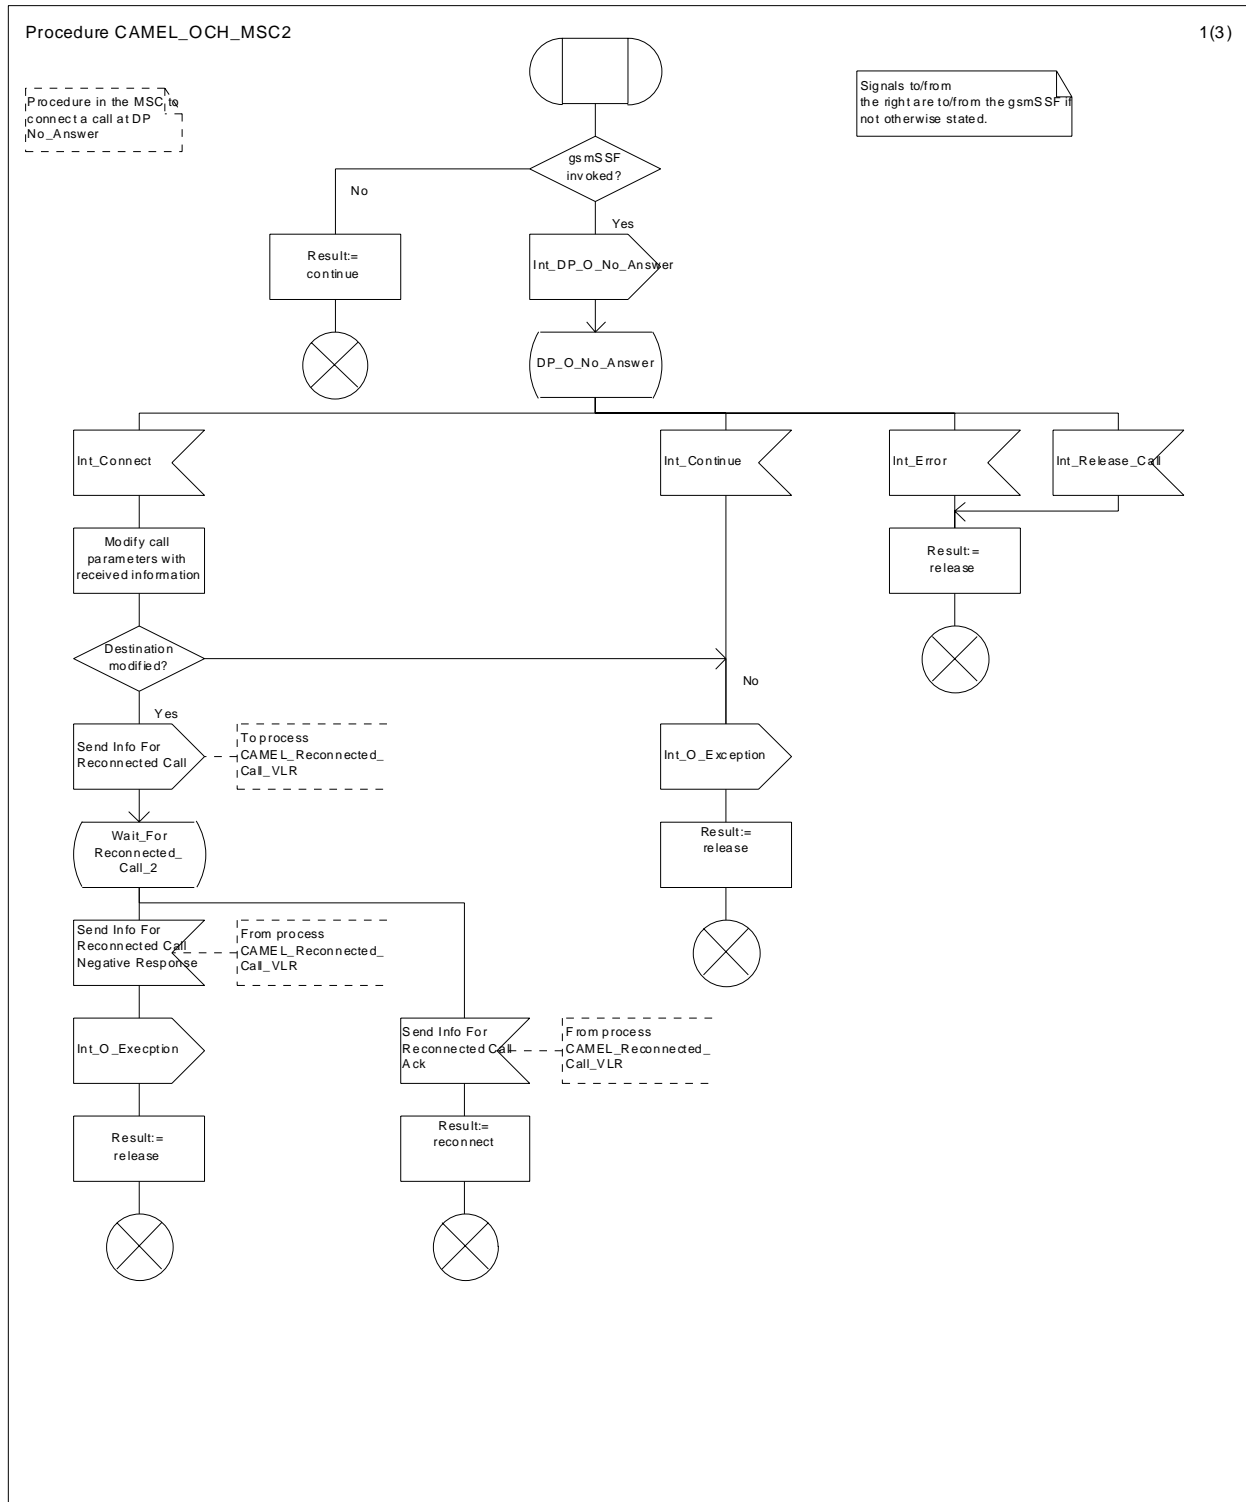 Procedure CAMEL_OCH_MSC2
1(3)
Procedure in the MSC to
connect a call at DP
No_Answer
Signals to/from
the right are to/from the gsmSSF if
not otherwise stated.
gsmSSF
invoked?
No
Yes
Result:=
continue
Int_DP_O_No_Answer
DP_O_No_Answer
Int_Connect
Int_Continue
Int_Error
Int_Release_Call
Modify call
parameters with
received information
Result:=
release
Destination
modified?
No
Yes
Send Info For
Reconnected Call
To process
CAMEL_Reconnected_
Call_VLR
Int_O_Exception
Wait_For
Reconnected_
Call_2
Result:=
release
Send Info For
Reconnected Call
Negative Response
From process
CAMEL_Reconnected_
Call_VLR
Int_O_Execption
Send Info For
Reconnected Call
Ack
From process
CAMEL_Reconnected_
Call_VLR
Result:=
release
Result:=
reconnect